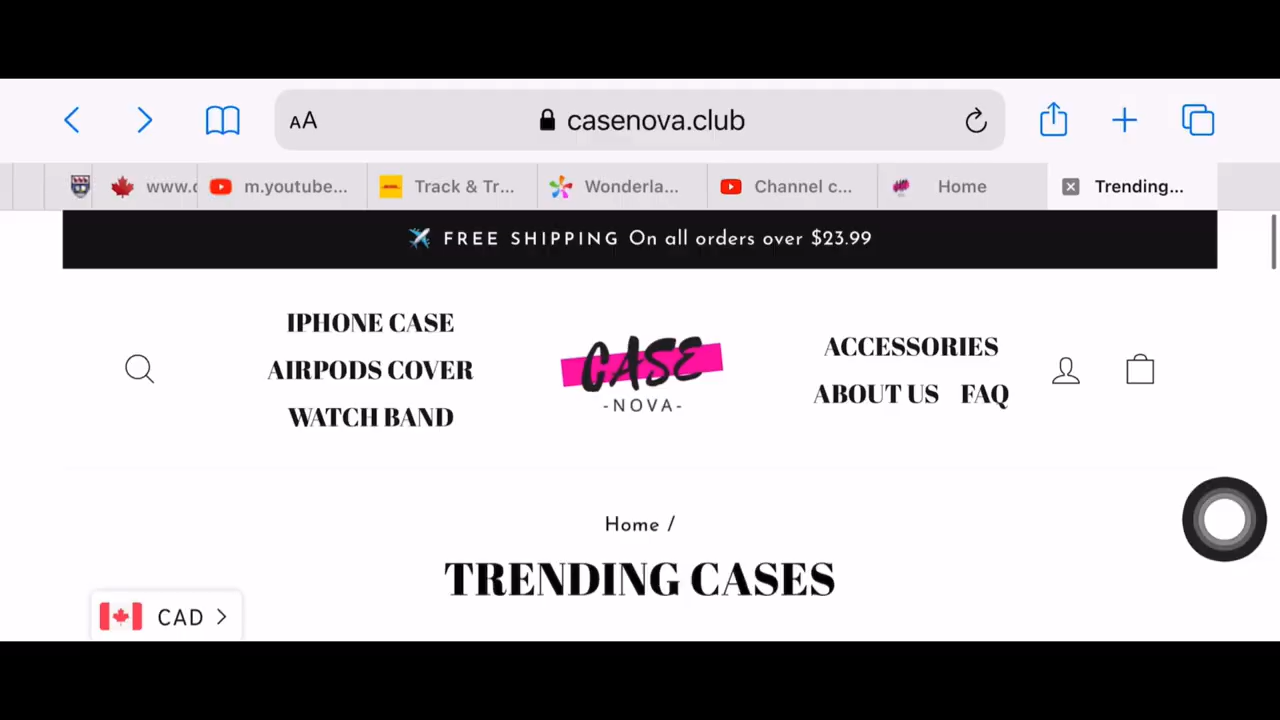 AA casenova.club
www.c m.youtube... Track & Tr... Wonderla... Channel c... Home Trending...
FREE SHIPPING On all orders over $23.99
IPHONE CASE
AIRPODS COVER
WATCH BAND
CASE
-NOVA-
ACCESSORIES
ABOUT US FAQ
Home /
TRENDING CASES
CAD